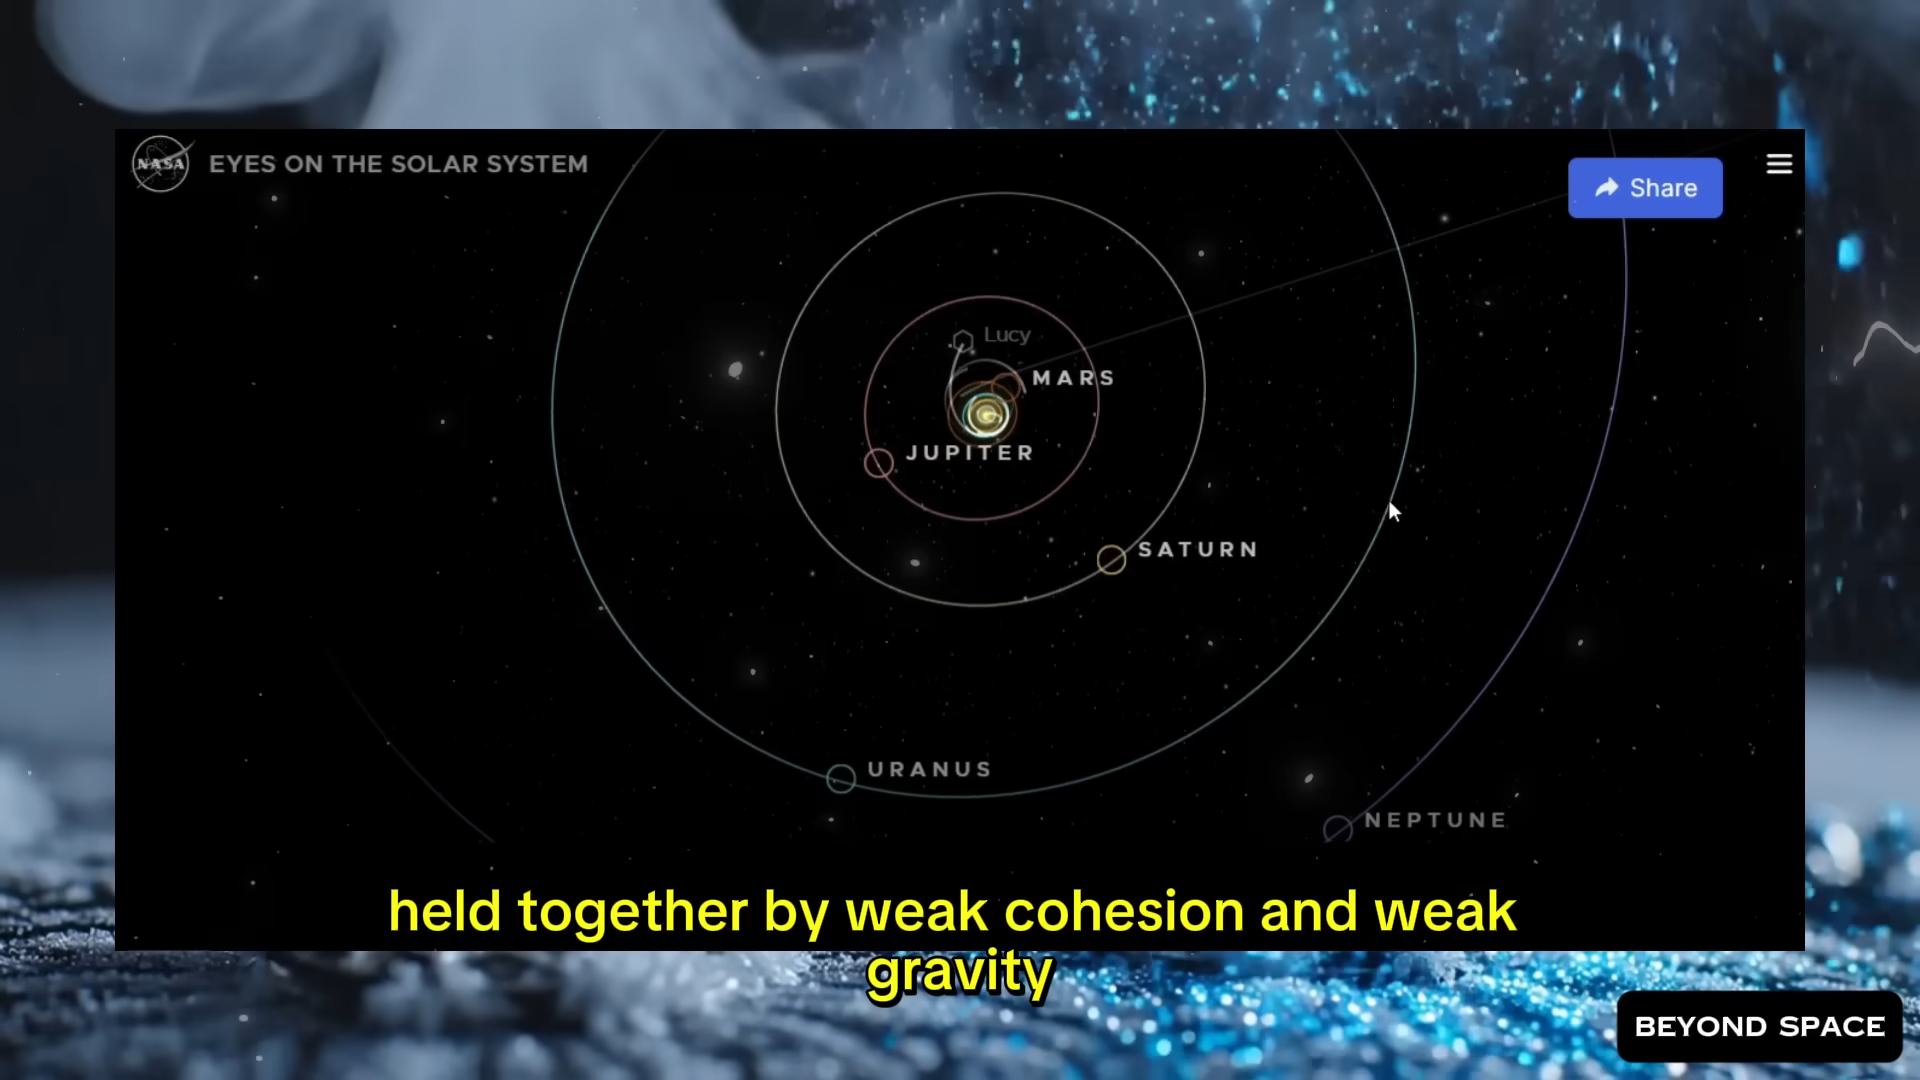 NASA
EYES ON THE SOLAR SYSTEM
Share
Lucy
MARS
JUPITER
SATURN
URANUS
NEPTUNE
held together by weak cohesion and weak
gravity
BEYOND SPACE